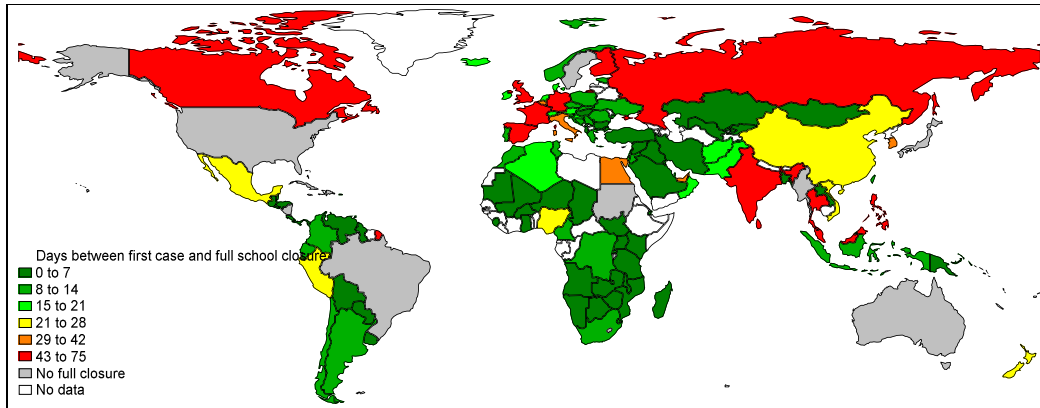 Days between first case and full school closure
0 to 7
8 to 14
15 to 21
21 to 28
29 to 42
43 to 75
No full closure
No data